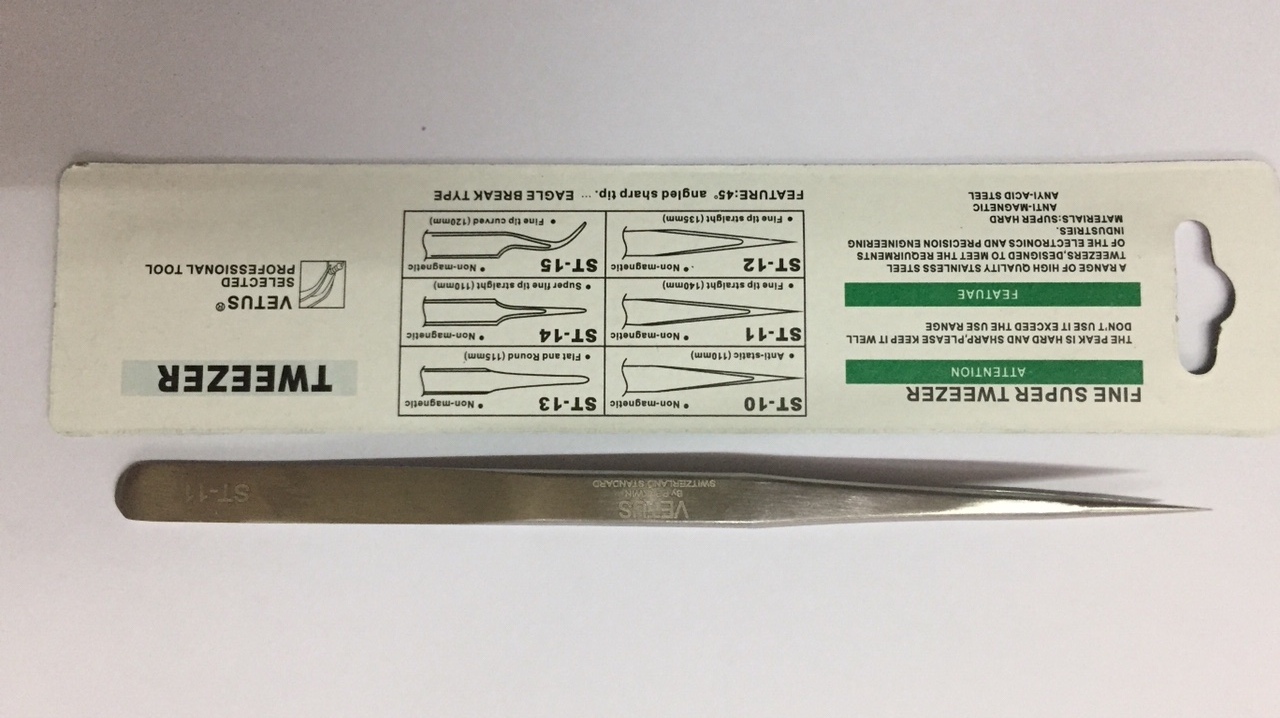 FINE SUPER TWEEZER
ATTENTION
THE PEAK IS HARD AND SHARP,PLEASE KEEP IT WELL
DON'T USE IT EXCEED THE USE RANGE
FEATUAE
A RANGE OF HIGH QUALITY STAINLESS STEEL
TWEEZERS,DESIGNED TO MEET THE REQUIRMENTS
OF THE ELECTRONICS AND PRECISION ENGINEERING
INDUSTRIES.
MATERIALS:SUPER HARD
ANTI-MAGNETIC
ANYI-ACID STEEL
ST-10
• Non-magnetic
• Anti-static (110mm)
ST-13
• Non-magnetic
• Flat and Round (115mm)
ST-11
• Non-magnetic
• Fine tip straight (140mm)
ST-14
• Non-magnetic
• Super fine tip straight (110mm)
ST-12
• Non-magnetic
• Fine tip straight (135mm)
ST-15
• Non-magnetic
• Fine tip curved (120mm)
FEATURE:45° angled sharp tip. ... EAGLE BREAK TYPE
TWEEZER
VETUS®
SELECTED
PROFESSIONAL TOOL
VETUS
By
SWITZERLAND STANDARD
ST-11